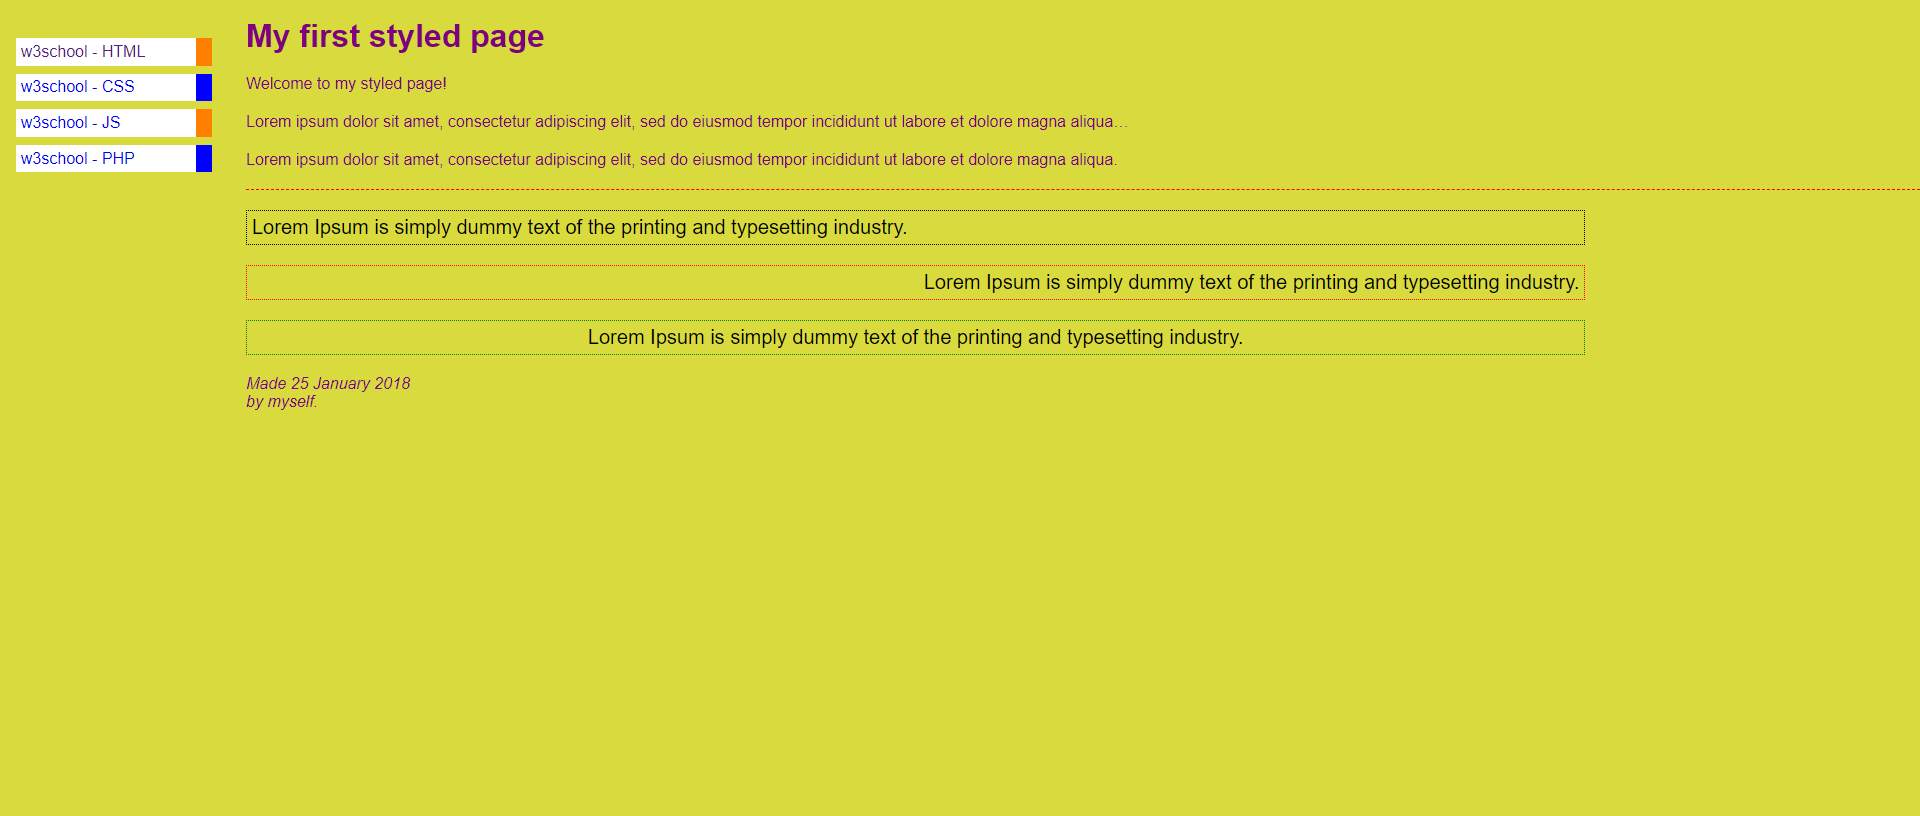 w3school - HTML
w3school - CSS
w3school - JS
w3school - PHP
My first styled page
Welcome to my styled page!
Lorem ipsum dolor sit amet, consectetur adipiscing elit, sed do eiusmod tempor incididunt ut labore et dolore magna aliqua…
Lorem ipsum dolor sit amet, consectetur adipiscing elit, sed do eiusmod tempor incididunt ut labore et dolore magna aliqua.
Lorem Ipsum is simply dummy text of the printing and typesetting industry.
Lorem Ipsum is simply dummy text of the printing and typesetting industry.
Lorem Ipsum is simply dummy text of the printing and typesetting industry.
Made 25 January 2018
by myself.